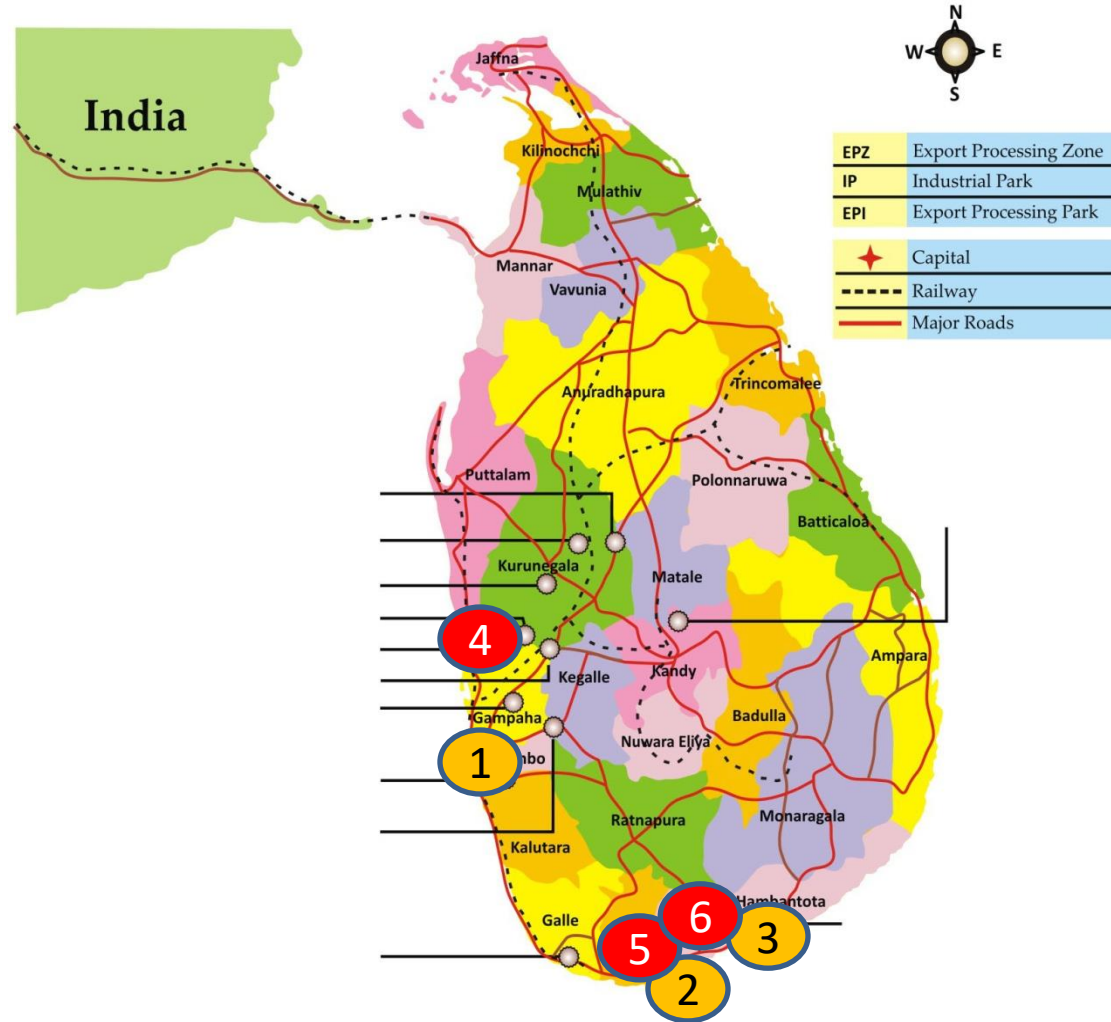 N
W
E
S
India
EPZ Export Processing Zone
IP Industrial Park
EPI Export Processing Park
Capital
Railway
Major Roads
Jaffna
Kilinochchi
Mulathiv
Mannar
Vavunia
Anuradhapura
Trincomalee
Puttalam
Polonnaruwa
Batticaloa
Kurunegala
Matale
4
Ampara
Kegalle
Kandy
Gampaha
Badulla
Nuwara Eliya
1
mbo
Ratnapura
Monaragala
Kalutara
Hambantota
Galle
6
5
3
2